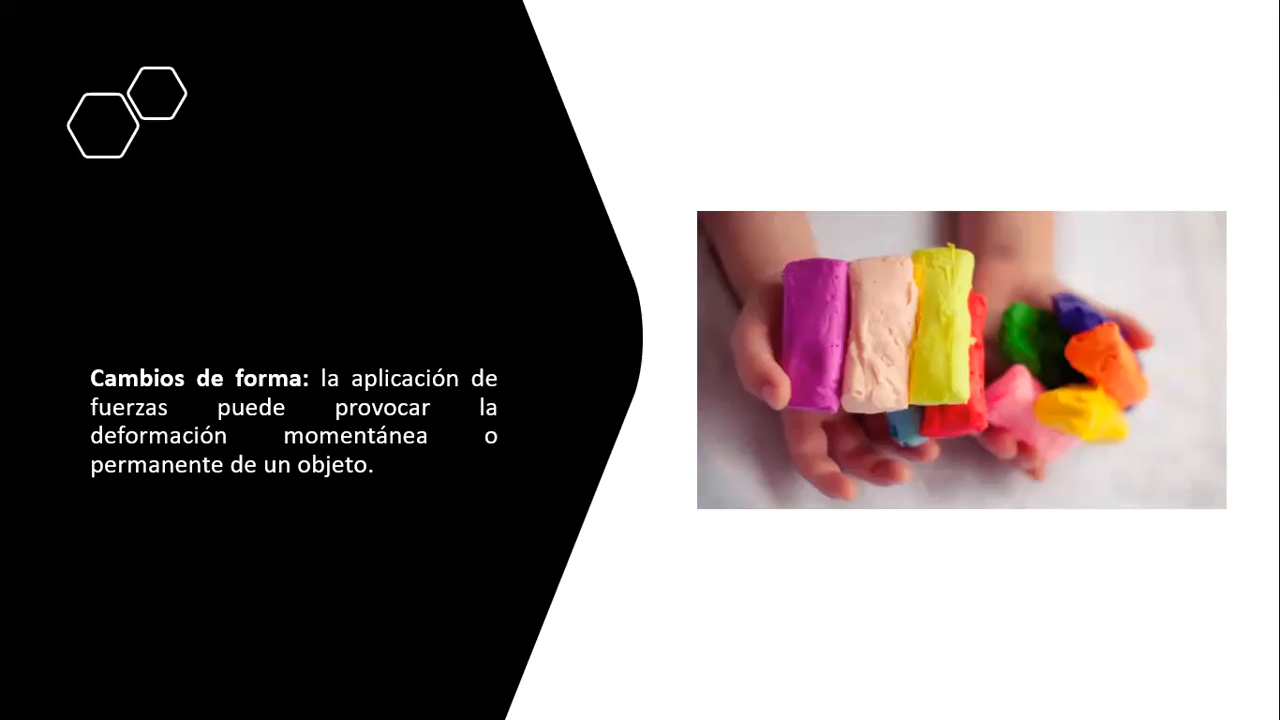 Cambios de forma: la aplicación de
fuerzas puede provocar la
deformación momentánea o
permanente de un objeto.